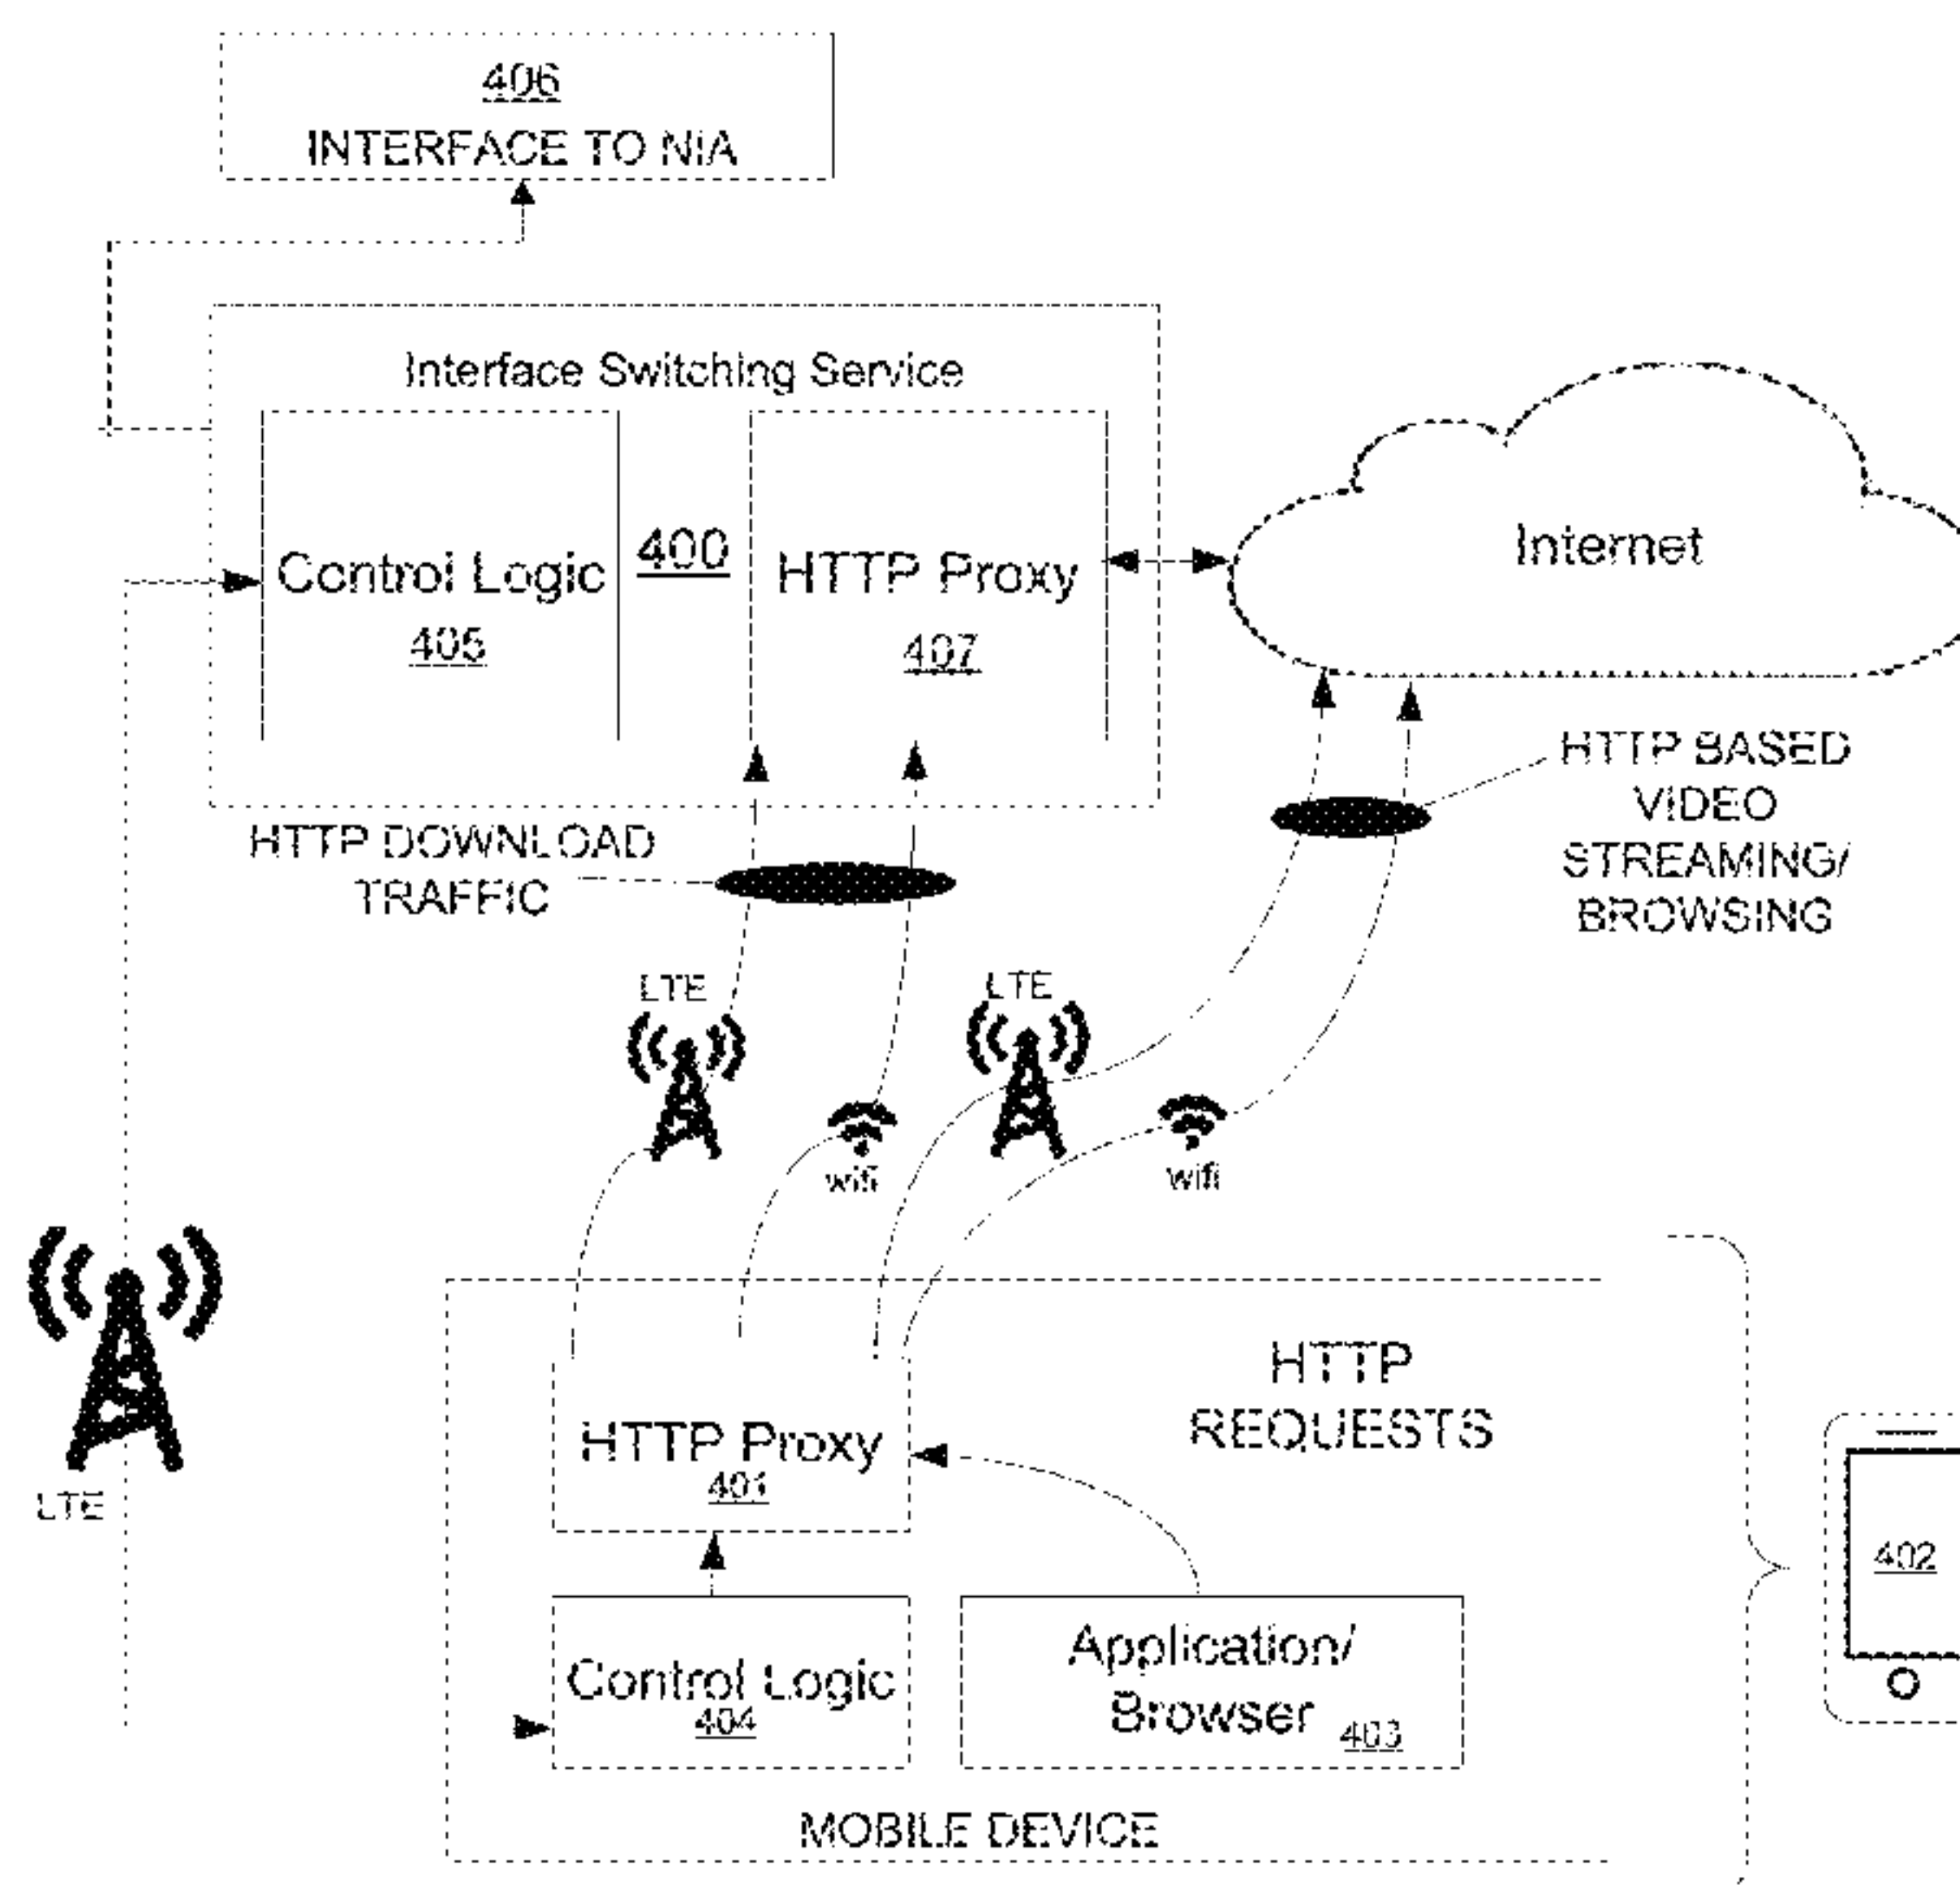 406
INTERFACE TO NIA
Interface Switching Service
Control Logic
405
400
HTTP Proxy
407
Internet
HTTP DOWNLOAD
TRAFFIC
HTTP BASED
VIDEO
STREAMING/
BROWSING
LTE
wifi
LTE
wifi
LTE
HTTP
REQUESTS
HTTP Proxy
401
Control Logic
404
Application/
Browser
403
MOBILE DEVICE
402